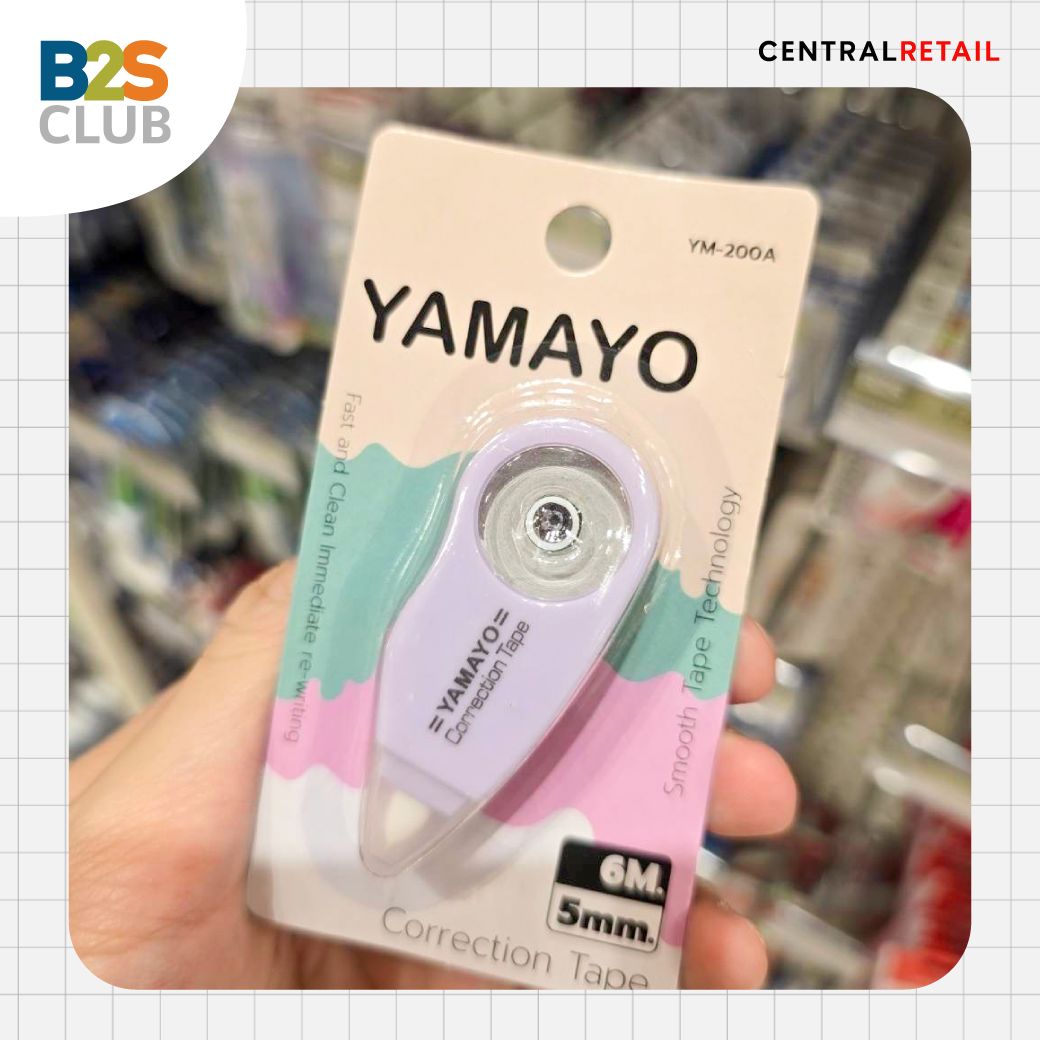 B2S
CLUB
CENTRALRETAIL
YM-200A
YAMAYO
Fast and Clean Immediate re-writing
=YAMAYO=
Correction Tape
Smooth Tape Technology
6M.
5mm.
Correction Tape